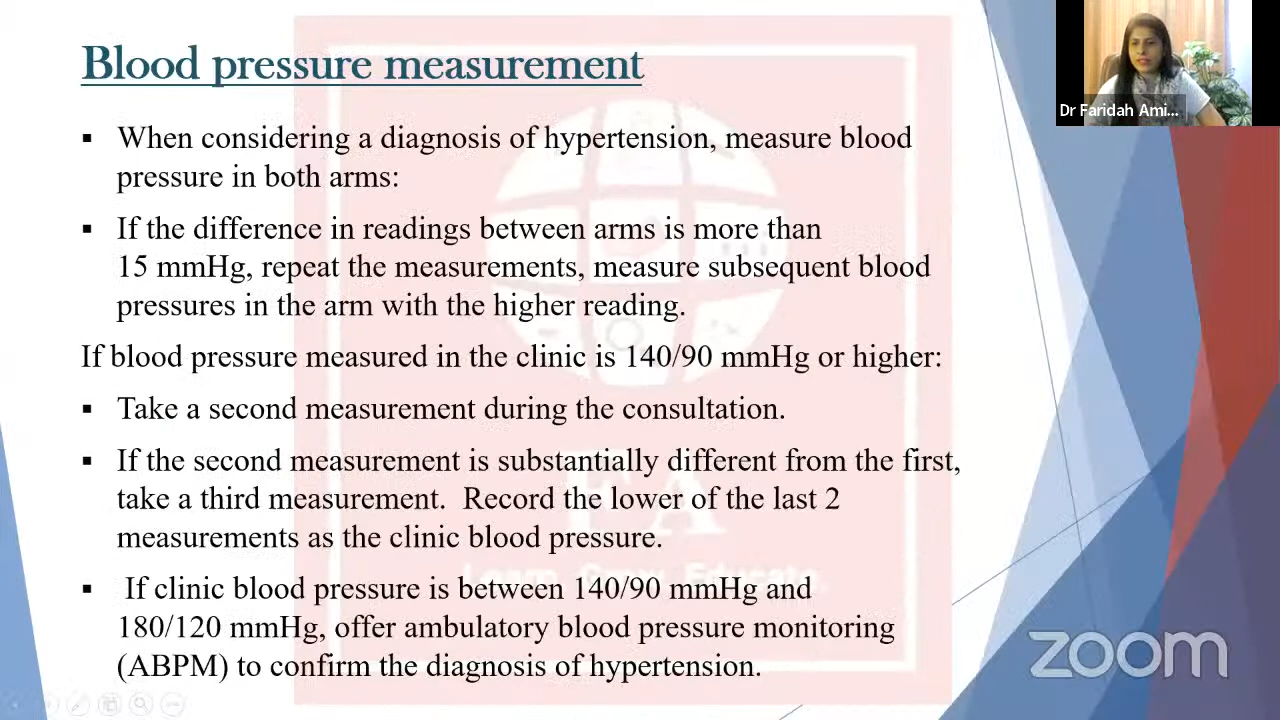 Blood pressure measurement
Dr Faridah Ami...
▪ When considering a diagnosis of hypertension, measure blood
pressure in both arms:
▪ If the difference in readings between arms is more than
15 mmHg, repeat the measurements, measure subsequent blood
pressures in the arm with the higher reading.
If blood pressure measured in the clinic is 140/90 mmHg or higher:
▪ Take a second measurement during the consultation.
▪ If the second measurement is substantially different from the first,
take a third measurement. Record the lower of the last 2
measurements as the clinic blood pressure.
▪ If clinic blood pressure is between 140/90 mmHg and
180/120 mmHg, offer ambulatory blood pressure monitoring
(ABPM) to confirm the diagnosis of hypertension.
zoom